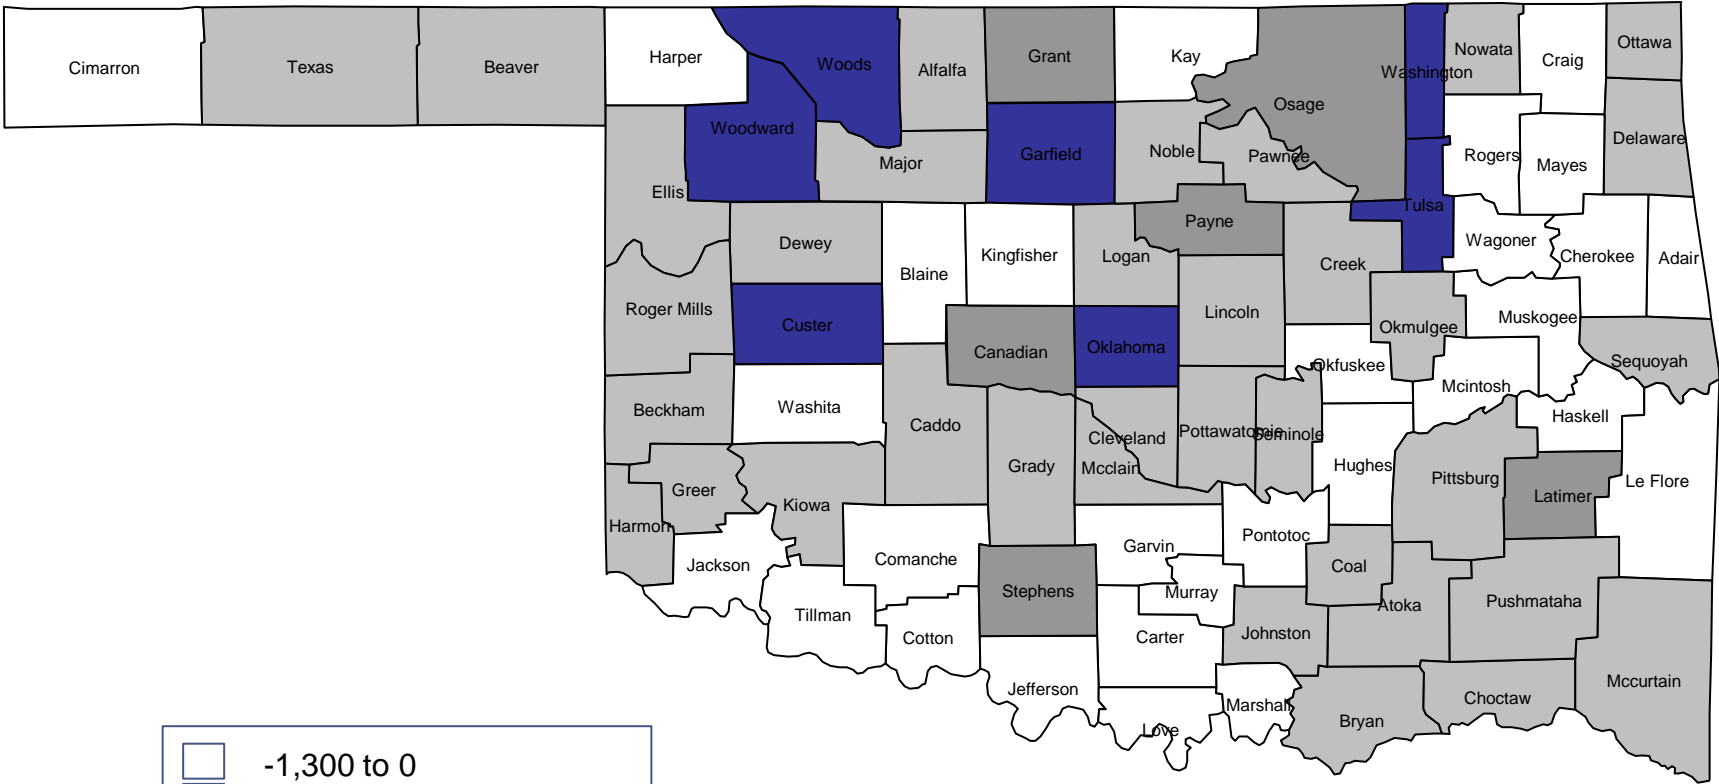 Cimarron
Texas
Beaver
Harper
Woods
Alfalfa
Grant
Kay
Osage
Washington
Nowata
Craig
Ottawa
Woodward
Ellis
Major
Garfield
Noble
Pawnee
Rogers
Mayes
Delaware
Dewey
Blaine
Kingfisher
Logan
Payne
Creek
Tulsa
Wagoner
Cherokee
Adair
Roger Mills
Custer
Canadian
Oklahoma
Lincoln
Okmulgee
Muskogee
Okfuskee
Mcintosh
Sequoyah
Beckham
Washita
Caddo
Grady
Cleveland
Mcclain
Pottawatomie
Seminole
Hughes
Pittsburg
Haskell
Latimer
Le Flore
Greer
Harmon
Kiowa
Jackson
Comanche
Tillman
Cotton
Stephens
Garvin
Murray
Pontotoc
Coal
Atoka
Pushmataha
Carter
Johnston
Jefferson
Love
Marshall
Bryan
Choctaw
Mccurtain
-1,300 to 0